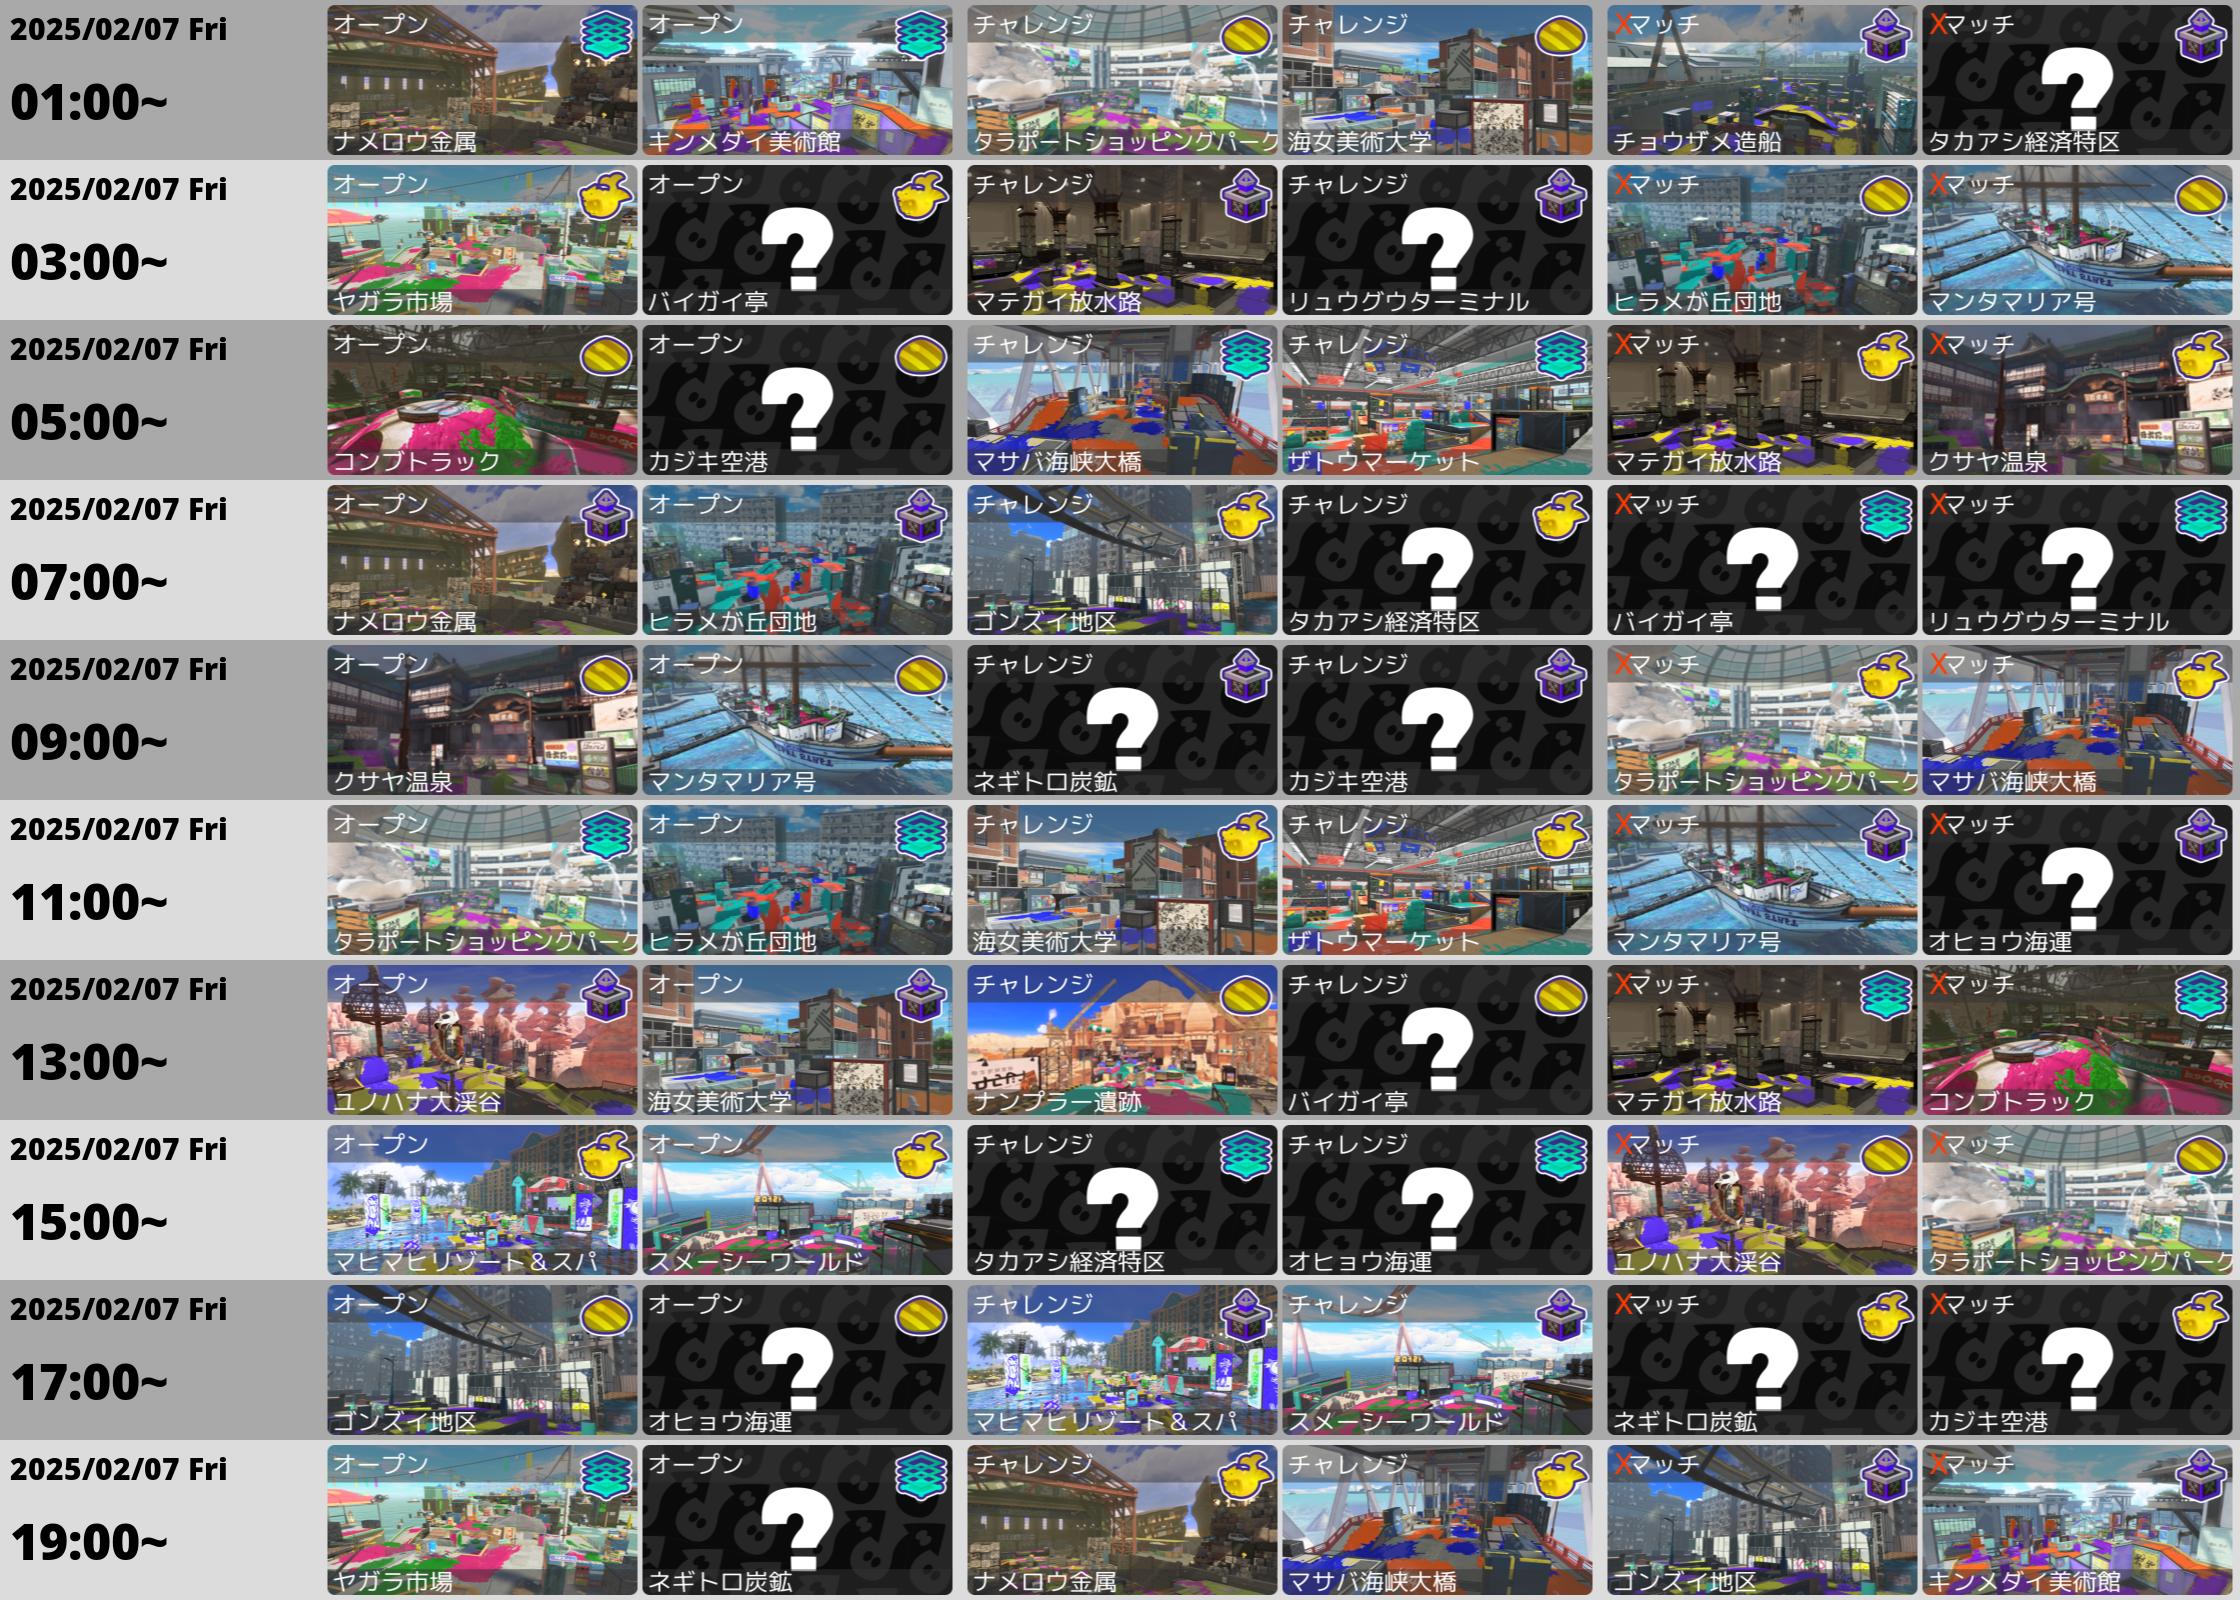 2025/02/07 Fri
01:00~
オープン
ナメロウ金属
オープン
キンメダイ美術館
チャレンジ
タラポートショッピングパーク
チャレンジ
海女美術大学
Xマッチ
チョウザメ造船
Xマッチ
?
タカアシ経済特区
2025/02/07 Fri
03:00~
オープン
ヤガラ市場
オープン
?
バイガイ亭
チャレンジ
マテガイ放水路
チャレンジ
?
リュウグウターミナル
Xマッチ
ヒラメが丘団地
Xマッチ
マンタマリア号
2025/02/07 Fri
05:00~
オープン
コンブトラック
オープン
?
カジキ空港
チャレンジ
マサバ海峡大橋
チャレンジ
ザトウマーケット
Xマッチ
マテガイ放水路
Xマッチ
クサヤ温泉
2025/02/07 Fri
07:00~
オープン
ナメロウ金属
オープン
ヒラメが丘団地
チャレンジ
ゴンズイ地区
チャレンジ
?
タカアシ経済特区
Xマッチ
?
バイガイ亭
Xマッチ
?
リュウグウターミナル
2025/02/07 Fri
09:00~
オープン
クサヤ温泉
オープン
マンタマリア号
チャレンジ
?
ネギトロ炭鉱
チャレンジ
?
カジキ空港
Xマッチ
タラポートショッピングパーク
Xマッチ
マサバ海峡大橋
2025/02/07 Fri
11:00~
オープン
タラポートショッピングパーク
オープン
ヒラメが丘団地
チャレンジ
海女美術大学
チャレンジ
ザトウマーケット
Xマッチ
マンタマリア号
Xマッチ
?
オヒョウ海運
2025/02/07 Fri
13:00~
オープン
ユノハナ大渓谷
オープン
海女美術大学
チャレンジ
ナンプラー遺跡
チャレンジ
?
バイガイ亭
Xマッチ
マテガイ放水路
Xマッチ
コンブトラック
2025/02/07 Fri
15:00~
オープン
マヒマヒリゾート＆スパ
オープン
スメーシーワールド
チャレンジ
?
タカアシ経済特区
チャレンジ
?
オヒョウ海運
Xマッチ
ユノハナ大渓谷
Xマッチ
タラポートショッピングパーク
2025/02/07 Fri
17:00~
オープン
ゴンズイ地区
オープン
?
オヒョウ海運
チャレンジ
マヒマヒリゾート＆スパ
チャレンジ
スメーシーワールド
Xマッチ
?
ネギトロ炭鉱
Xマッチ
?
カジキ空港
2025/02/07 Fri
19:00~
オープン
ヤガラ市場
オープン
?
ネギトロ炭鉱
チャレンジ
ナメロウ金属
チャレンジ
マサバ海峡大橋
Xマッチ
ゴンズイ地区
Xマッチ
キンメダイ美術館